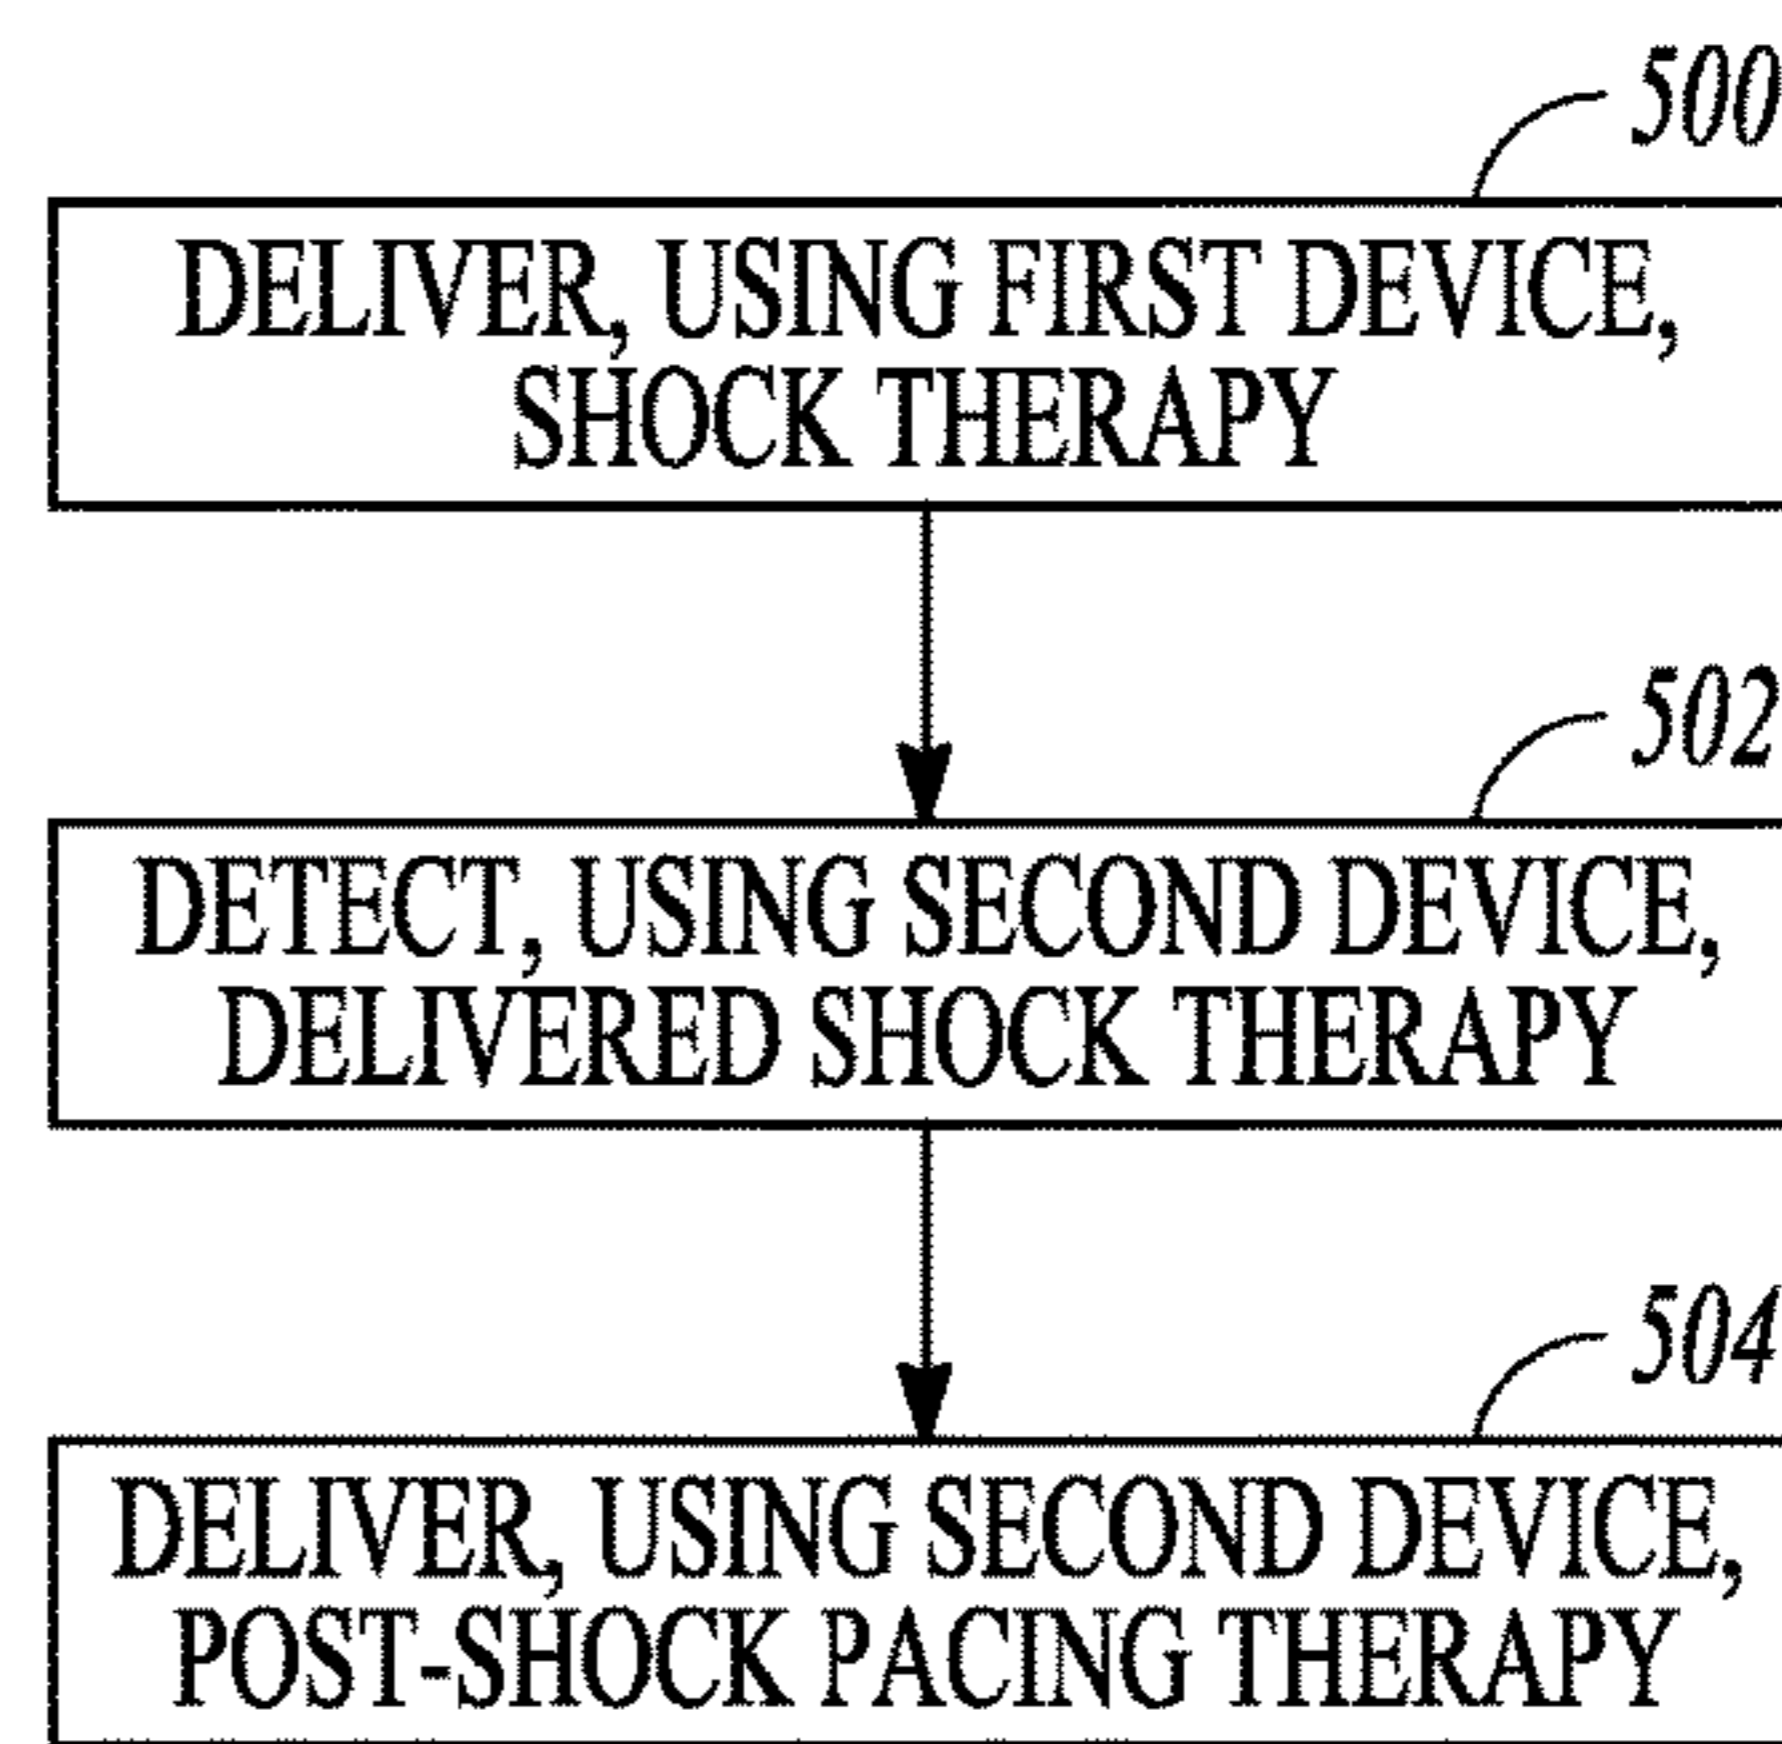 500
DELIVER, USING FIRST DEVICE,
SHOCK THERAPY
502
DETECT, USING SECOND DEVICE,
DELIVERED SHOCK THERAPY
504
DELIVER, USING SECOND DEVICE,
POST-SHOCK PACING THERAPY